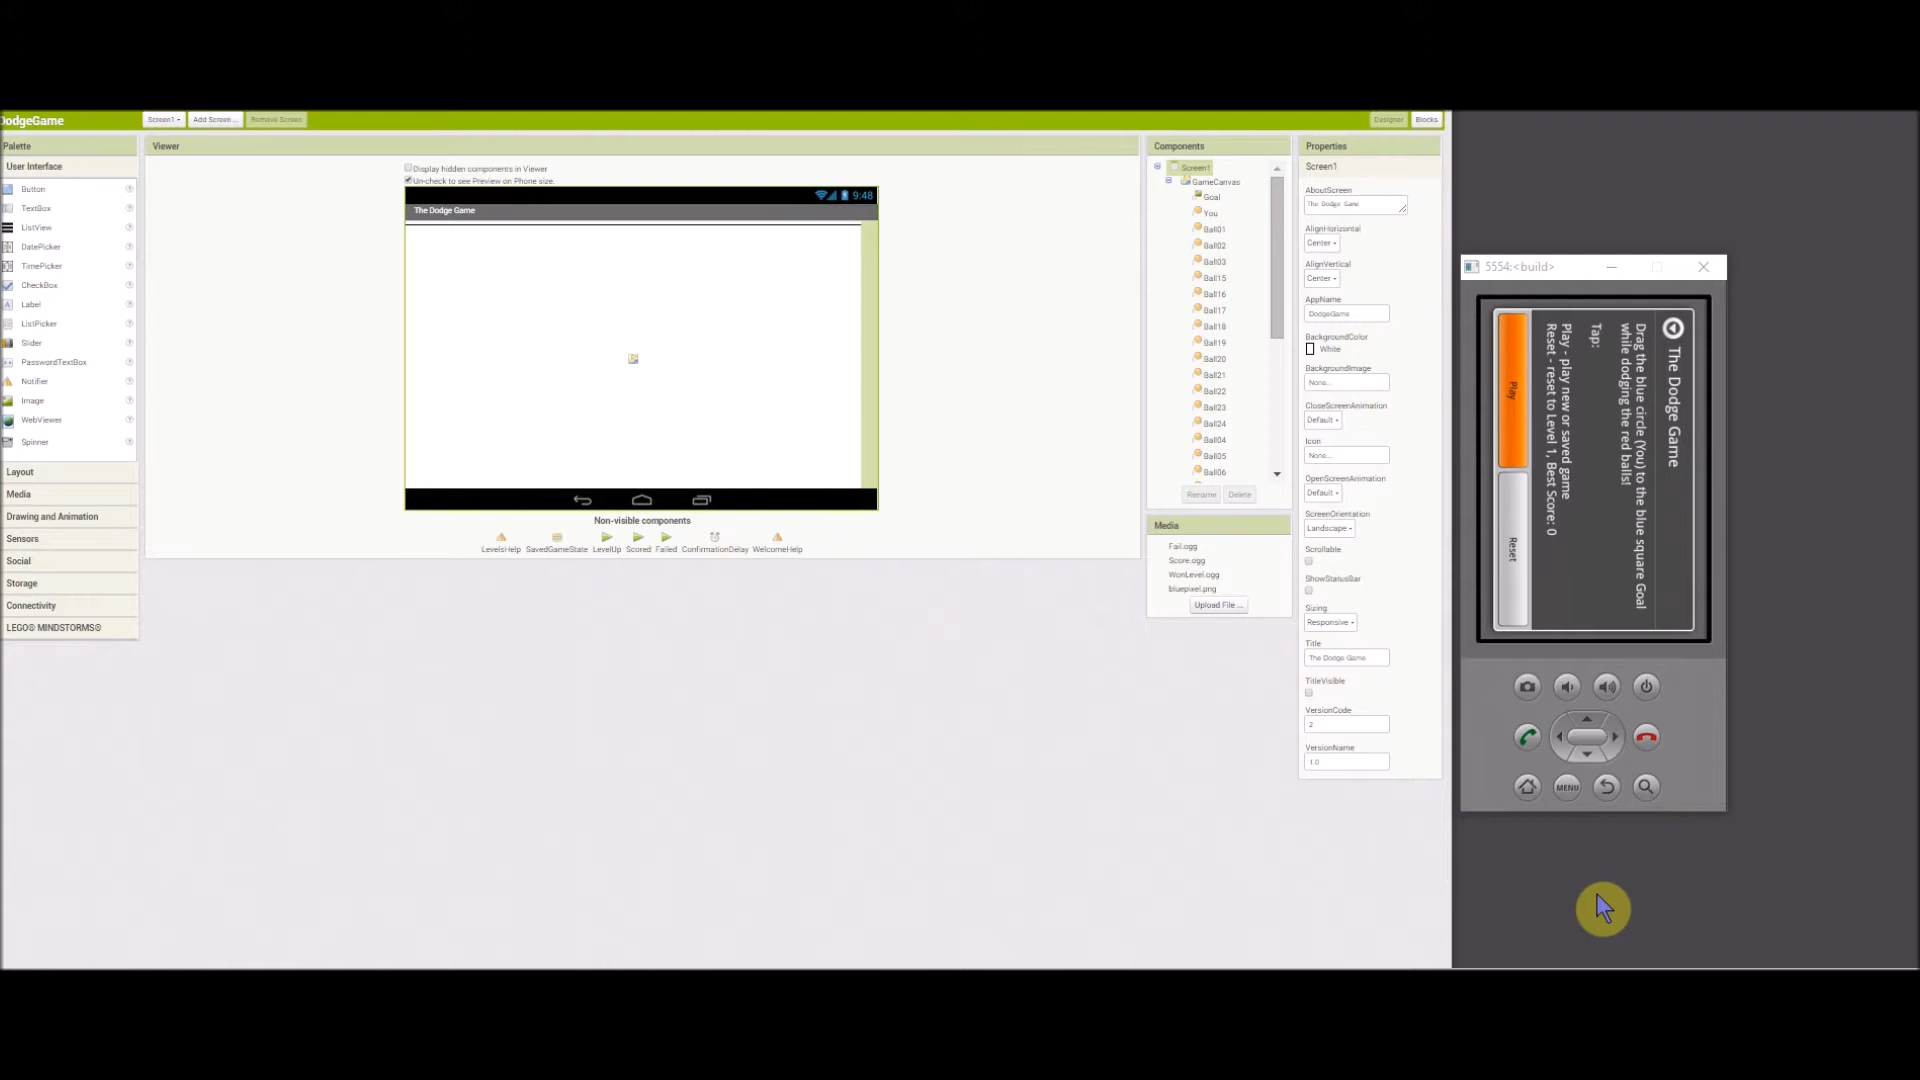 DodgeGame
Screen1
Add Screen ...
Remove Screen
Designer
Blocks
Palette
User Interface
Button
TextBox
ListView
DatePicker
TimePicker
CheckBox
Label
ListPicker
Slider
PasswordTextBox
Notifier
Image
WebViewer
Spinner
Layout
Media
Drawing and Animation
Sensors
Social
Storage
Connectivity
LEGO® MINDSTORMS®
Viewer
Display hidden components in Viewer
Un-check to see Preview on Phone size.
9:48
The Dodge Game
Non-visible components
LevelsHelp SavedGameState LevelUp Scored Failed ConfirmationDelay WelcomeHelp
Components
Screen1
GameCanvas
Goal
You
Ball01
Ball02
Ball03
Ball15
Ball16
Ball17
Ball18
Ball19
Ball20
Ball21
Ball22
Ball23
Ball24
Ball04
Ball05
Ball06
Rename
Delete
Media
Fail.ogg
Score.ogg
WonLevel.ogg
bluepixel.png
Upload File ...
Properties
Screen1
AboutScreen
The Dodge Game
AlignHorizontal
Center
AlignVertical
Center
AppName
DodgeGame
BackgroundColor
White
BackgroundImage
None...
CloseScreenAnimation
Default
Icon
None...
OpenScreenAnimation
Default
ScreenOrientation
Landscape
Scrollable
ShowStatusBar
Sizing
Responsive
Title
The Dodge Game
TitleVisible
VersionCode
2
VersionName
1.0
5554:<build>
The Dodge Game
Drag the blue circle (You) to the blue square Goal
while dodging the red balls!
Tap:
Play - play new or saved game
Reset - reset to Level 1, Best Score: 0
Play
Reset
MENU